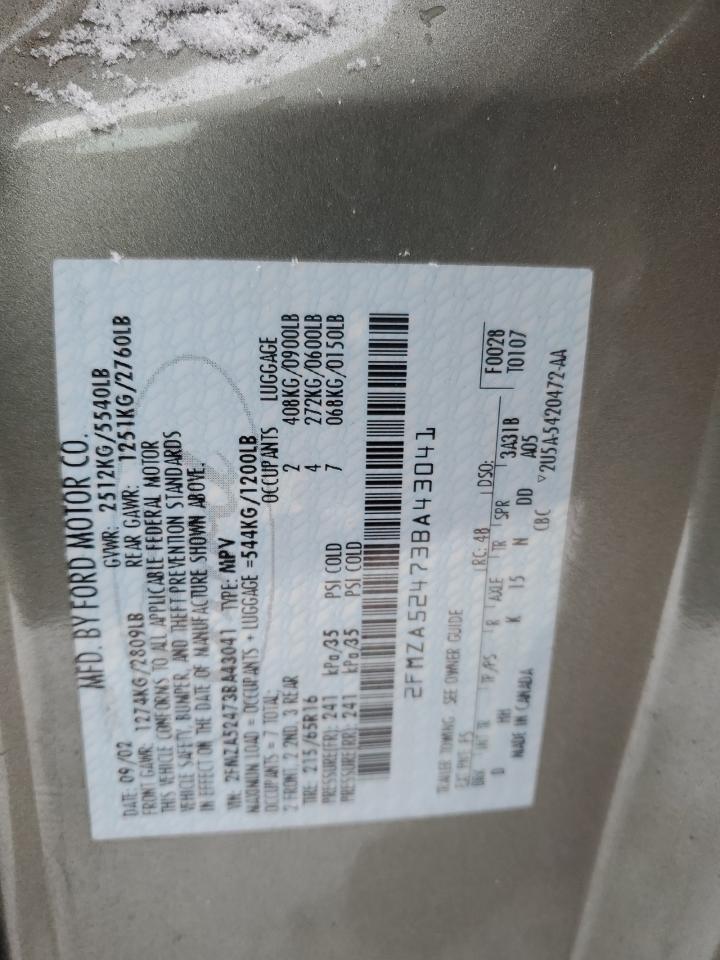 MFD. BY FORD MOTOR CO.
DATE: 09/02 GVWR: 2512KG/5540LB
FRONT GAWR: 1274KG/2809LB REAR GAWR: 1251KG/2760LB
THIS VEHICLE CONFORMS TO ALL APPLICABLE FEDERAL MOTOR
VEHICLE SAFETY, BUMPER, AND THEFT PREVENTION STANDARDS
IN EFFECT ON THE DATE OF MANUFACTURE SHOWN ABOVE.
VIN: 2FMZA52473BA43041 TYPE: MPV
MAXIMUM LOAD = OCCUPANTS + LUGGAGE =544KG/1200LB
OCCUPANTS = 7 TOTAL: OCCUPANTS LUGGAGE
2 FRONT, 2 2ND, 3 REAR 2 408KG/0900LB
TIRE: 215/65R16 4 272KG/0600LB
PRESSURE(FR): 241 kPa/35 PSI COLD 7 068KG/0150LB
PRESSURE(RR): 241 kPa/35 PSI COLD
2FMZA52473BA43041
TRAILER TOWING SEE OWNER GUIDE
EXT PNT: F5 RC: 48 DSO: F0028
BRK INT TR TP/PS R AXLE TR SPR 3A31B T0107
D HH K 15 N DD A05
MADE IN CANADA CBC
2U5A-5420472-AA